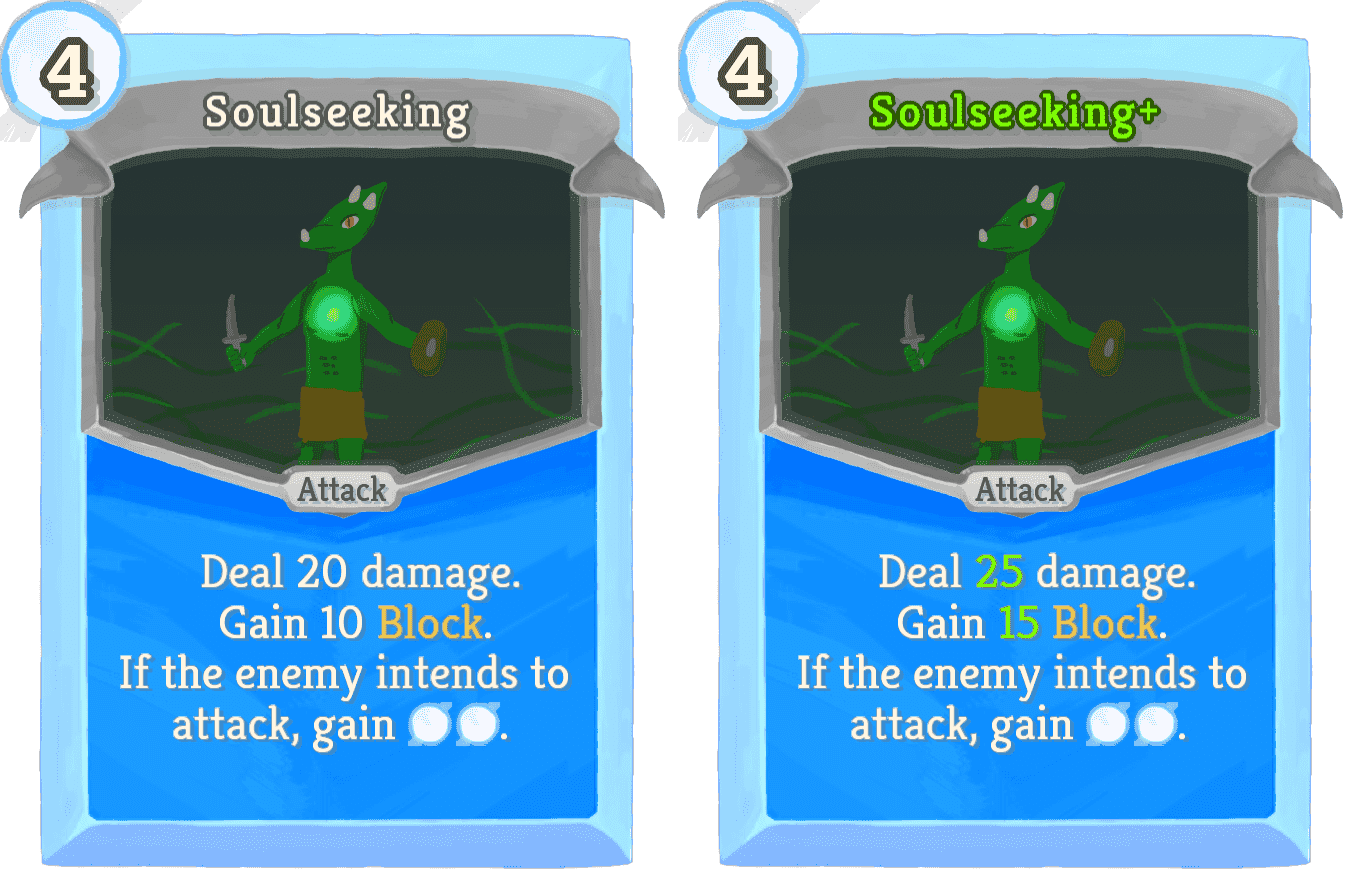 4
Soulseeking
Attack
Deal 20 damage.
Gain 10 Block.
If the enemy intends to
attack, gain .
4
Soulseeking+
Attack
Deal 25 damage.
Gain 15 Block.
If the enemy intends to
attack, gain .